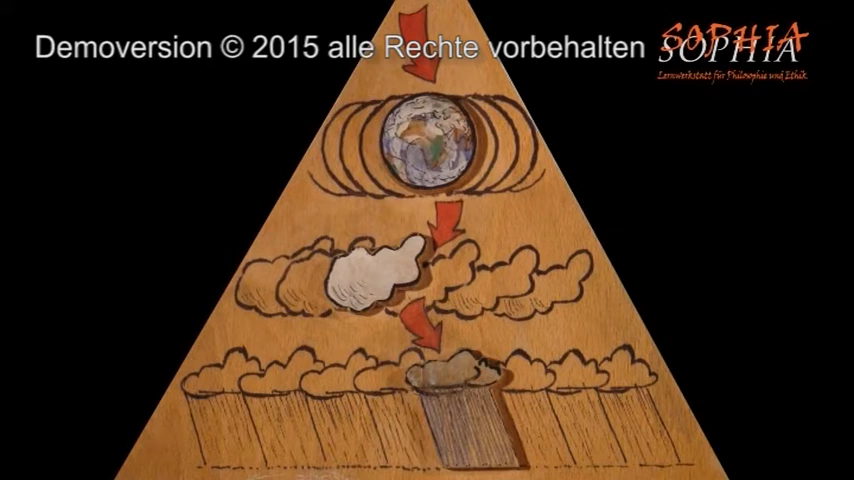 Demoversion © 2015 alle Rechte vorbehalten
SOPHIA
SOPHIA
Lernwerkstatt für Philosophie und Ethik